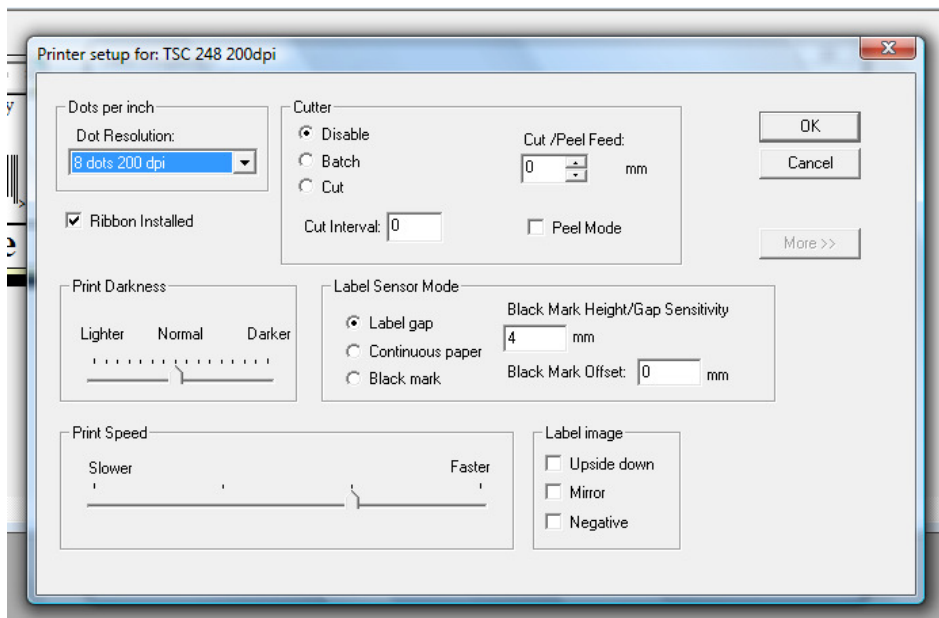 Printer setup for: TSC 248 200dpi
Dots per inch
Dot Resolution:
8 dots 200 dpi
Ribbon Installed
Cutter
Disable
Batch
Cut
Cut Interval: 0
Cut /Peel Feed:
0 mm
Peel Mode
OK
Cancel
More >>
Print Darkness
Lighter Normal Darker
Label Sensor Mode
Label gap
Continuous paper
Black mark
Black Mark Height/Gap Sensitivity
4 mm
Black Mark Offset: 0 mm
Print Speed
Slower Faster
Label image
Upside down
Mirror
Negative
y
>
e